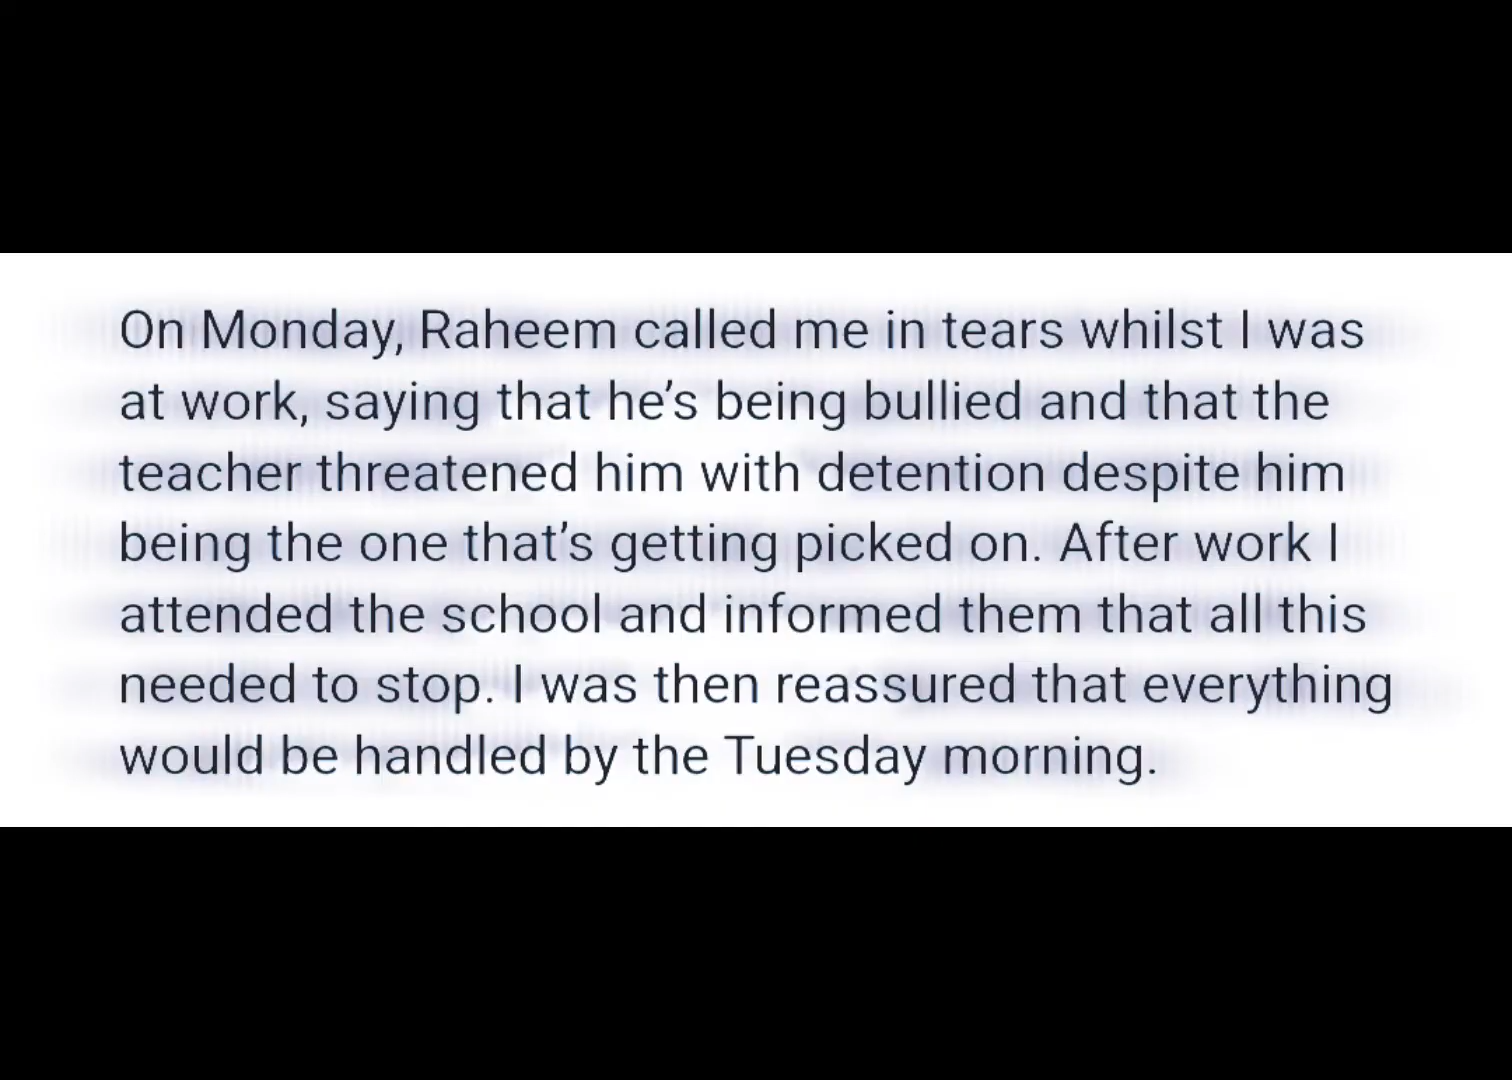 On Monday, Raheem called me in tears whilst I was
at work, saying that he’s being bullied and that the
teacher threatened him with detention despite him
being the one that’s getting picked on. After work I
attended the school and informed them that all this
needed to stop. I was then reassured that everything
would be handled by the Tuesday morning.